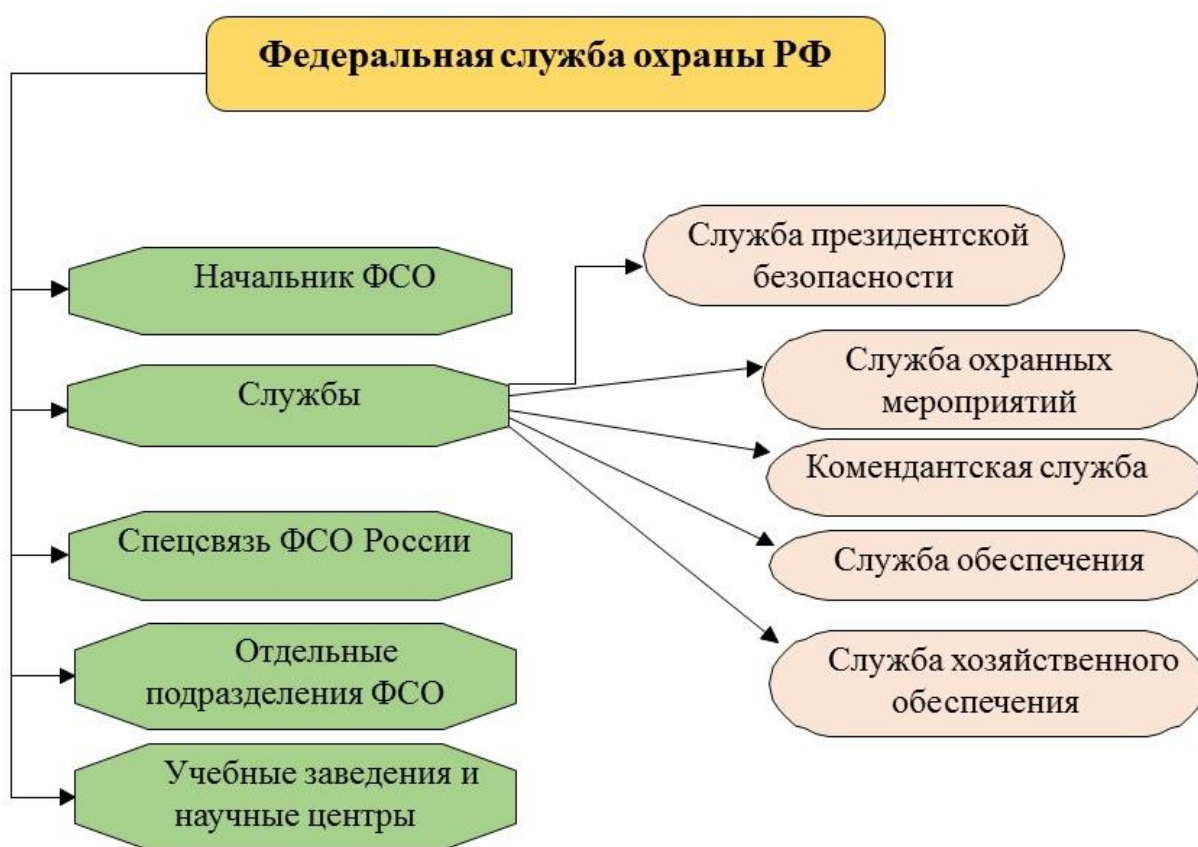 Федеральная служба охраны РФ
Начальник ФСО
Службы
Спецсвязь ФСО России
Отдельные
подразделения ФСО
Учебные заведения и
научные центры
Служба президентской
безопасности
Служба охранных
мероприятий
Комендантская служба
Служба обеспечения
Служба хозяйственного
обеспечения